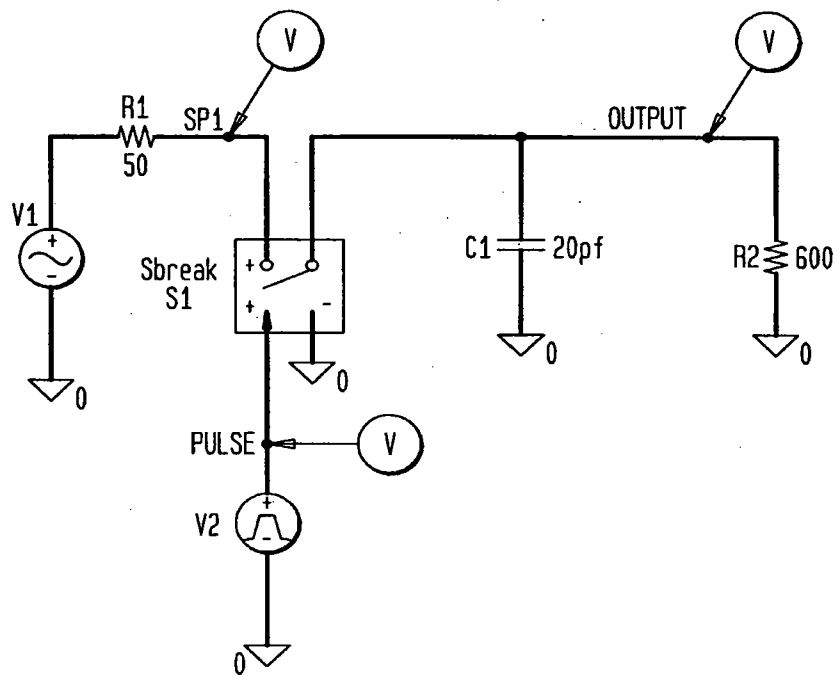 V
V
R1
SP1
OUTPUT
50
V1
+
-
Sbreak
S1
+
+
-
C1
20pf
R2
600
0
0
0
0
PULSE
V
V2
+
-
0